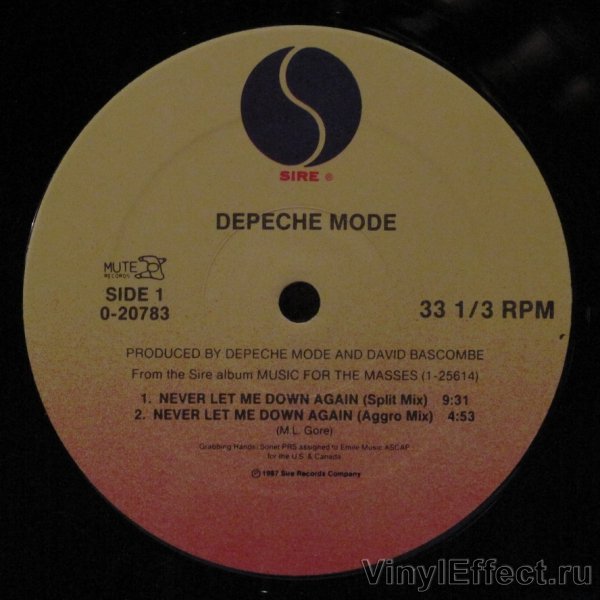 SIRE ®
DEPECHE MODE
MUTE
RECORDS
SIDE 1
0-20783
33 1/3 RPM
PRODUCED BY DEPECHE MODE AND DAVID BASCOMBE
From the Sire album MUSIC FOR THE MASSES (1-25614)
1. NEVER LET ME DOWN AGAIN (Split Mix) 9:31
2. NEVER LET ME DOWN AGAIN (Aggro Mix) 4:53
(M.L. Gore)
Grabbing Hands/Sonet PRS assigned to Emile Music ASCAP
for the U.S. & Canada
℗ 1987 Sire Records Company
VinylEffect.ru